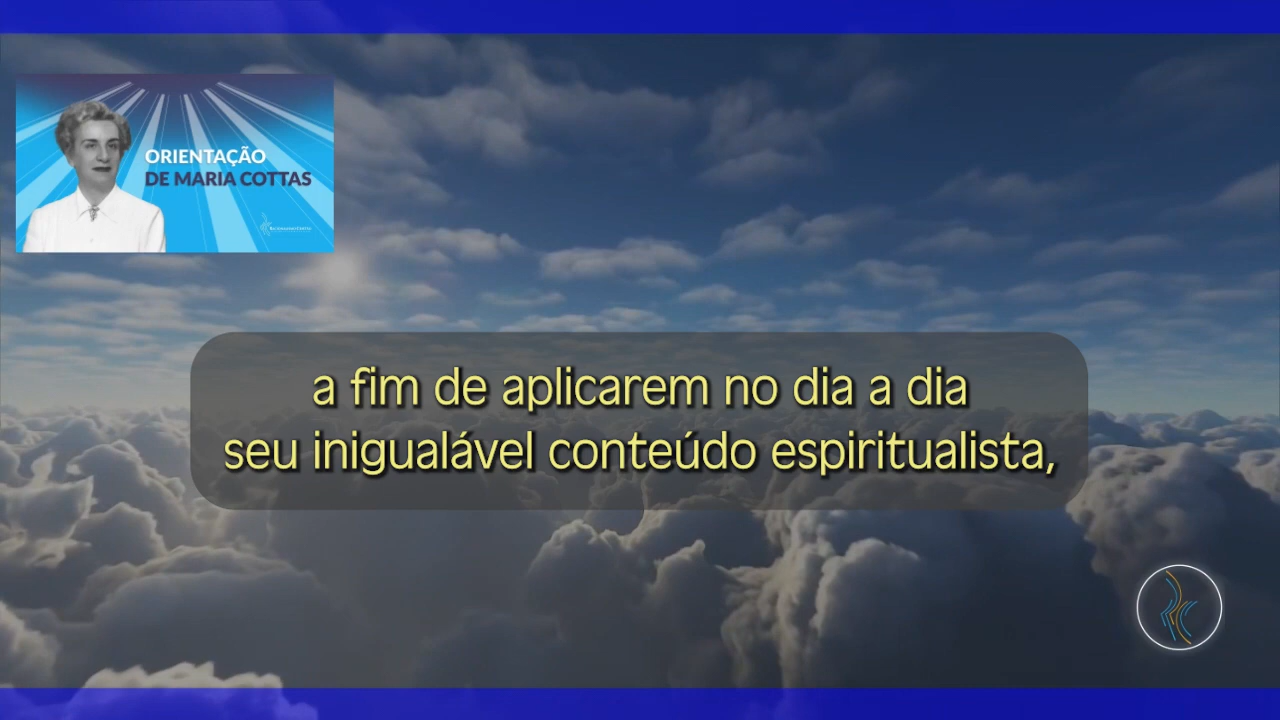 ORIENTAÇÃO
DE MARIA COTTAS
a fim de aplicarem no dia a dia
seu inigualável conteúdo espiritualista,